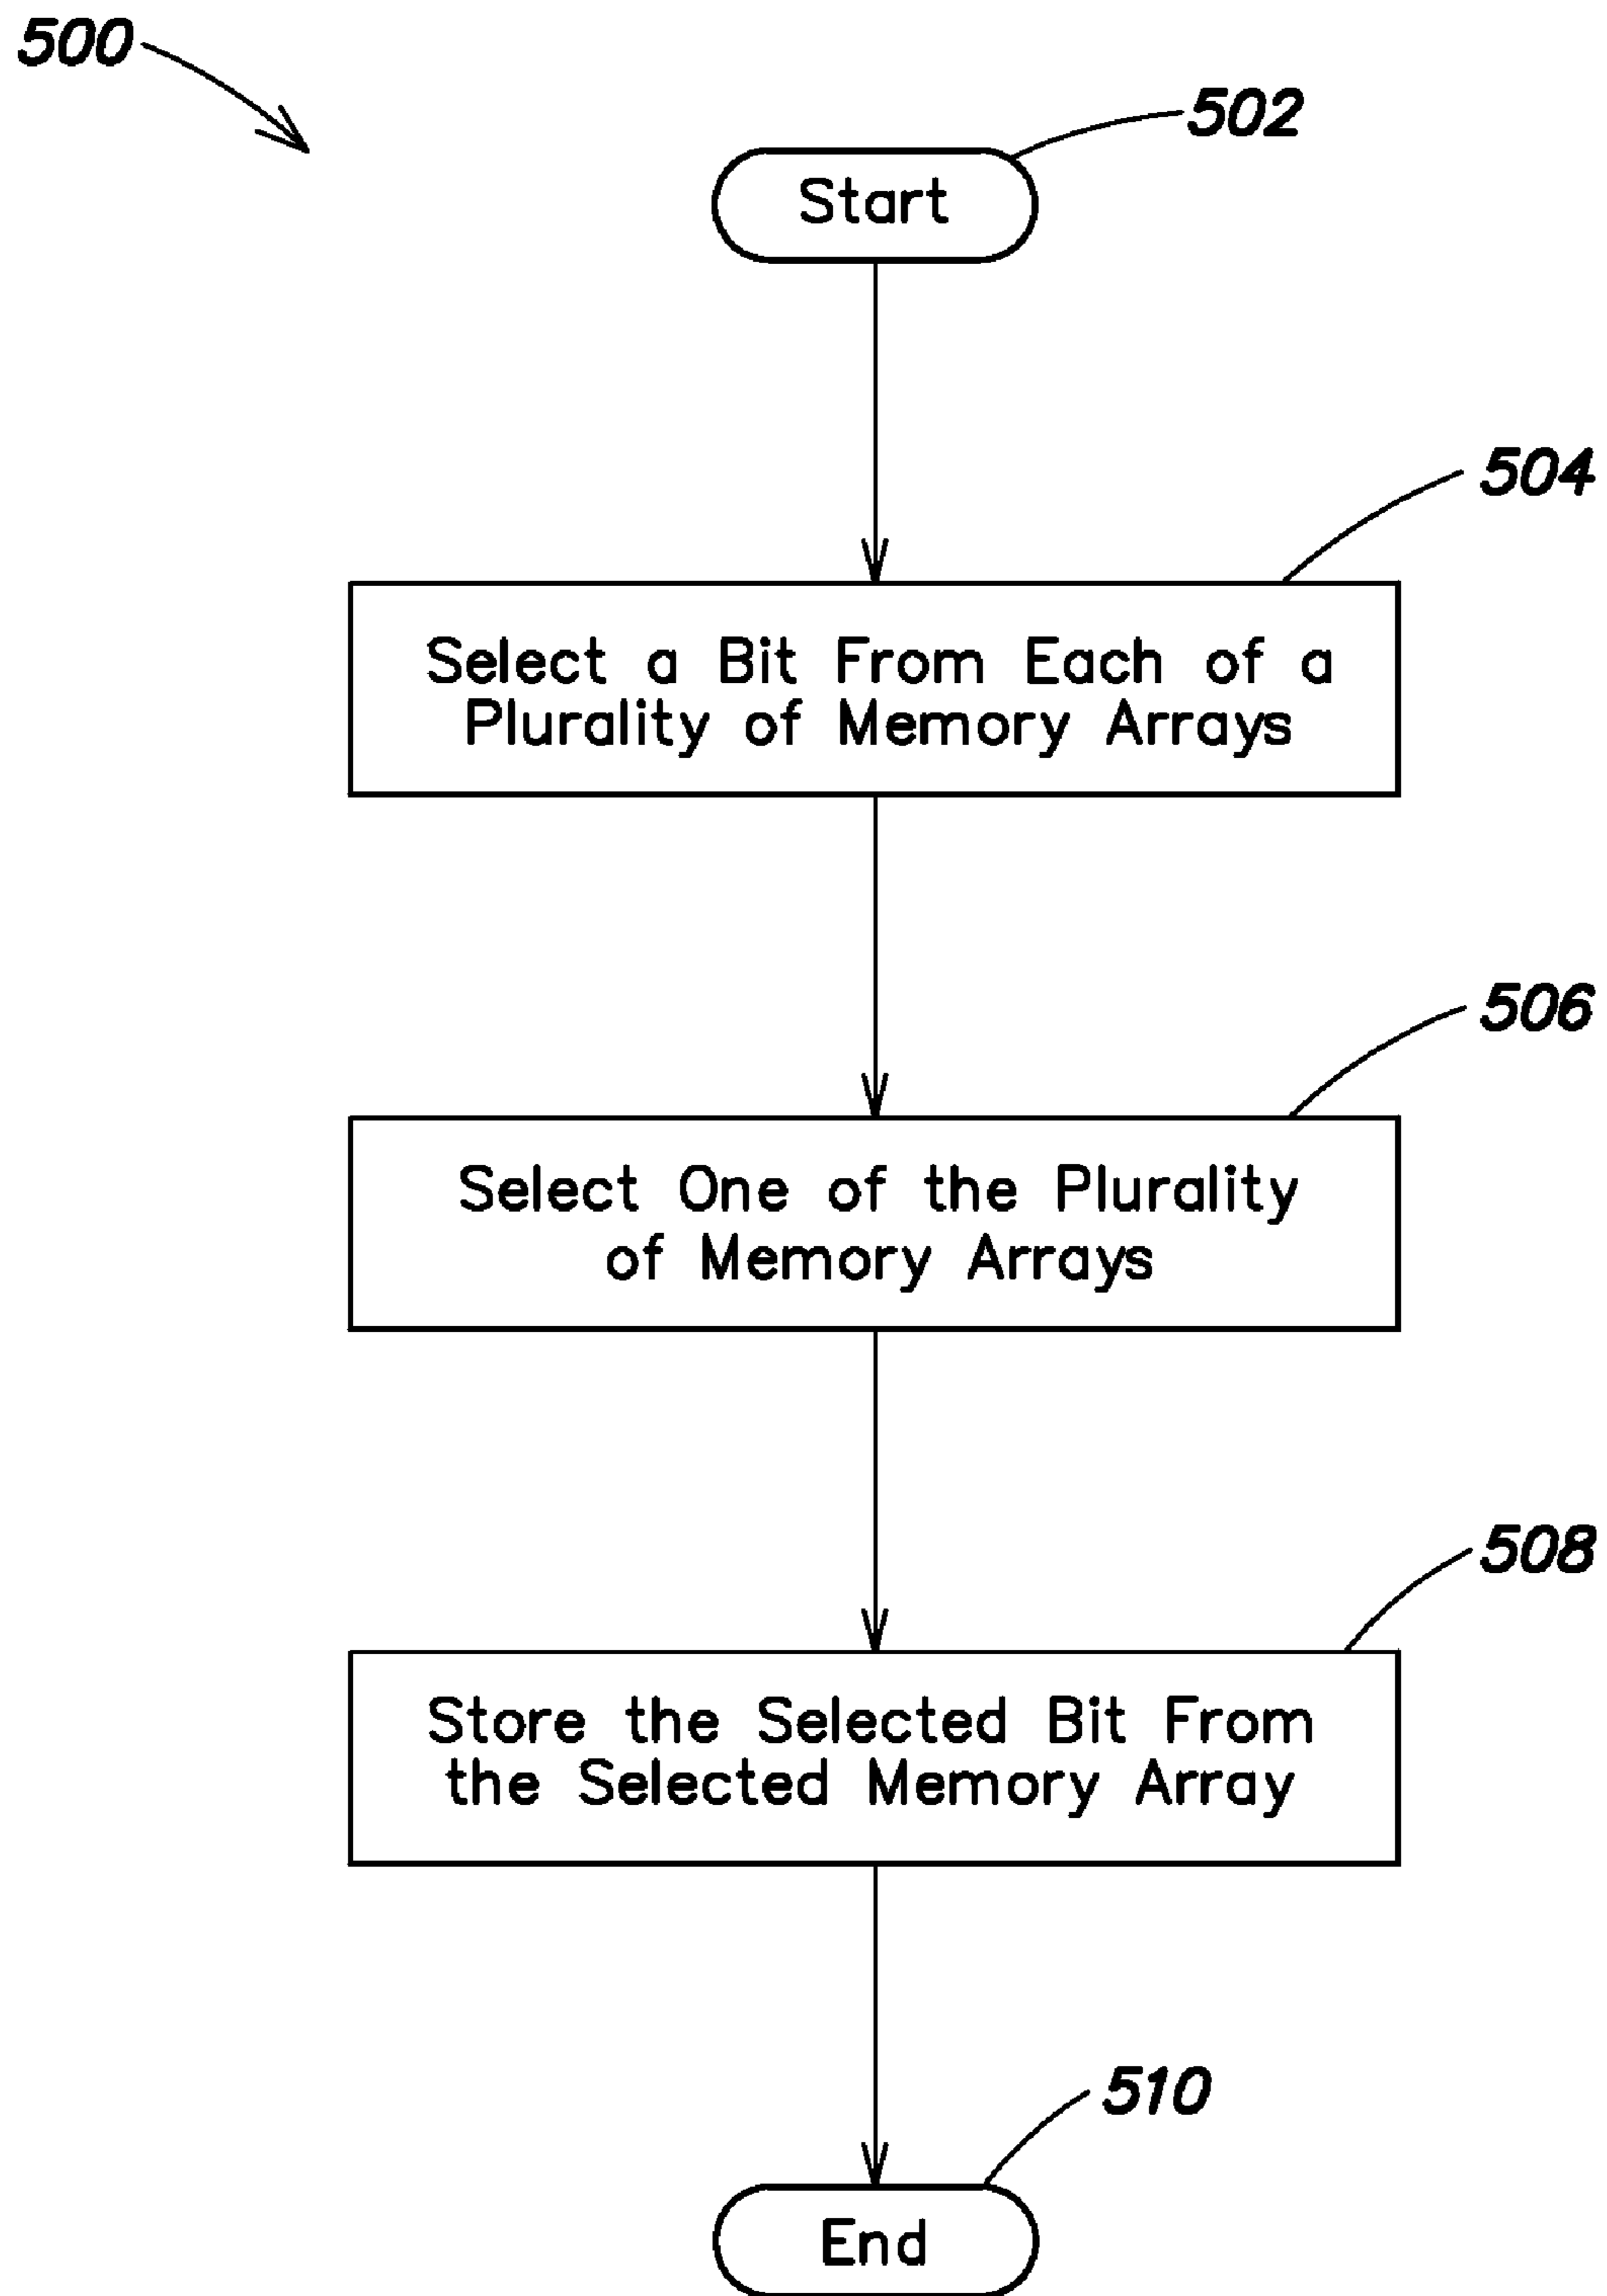 500
502
Start
504
Select a Bit From Each of a
Plurality of Memory Arrays
506
Select One of the Plurality
of Memory Arrays
508
Store the Selected Bit From
the Selected Memory Array
510
End